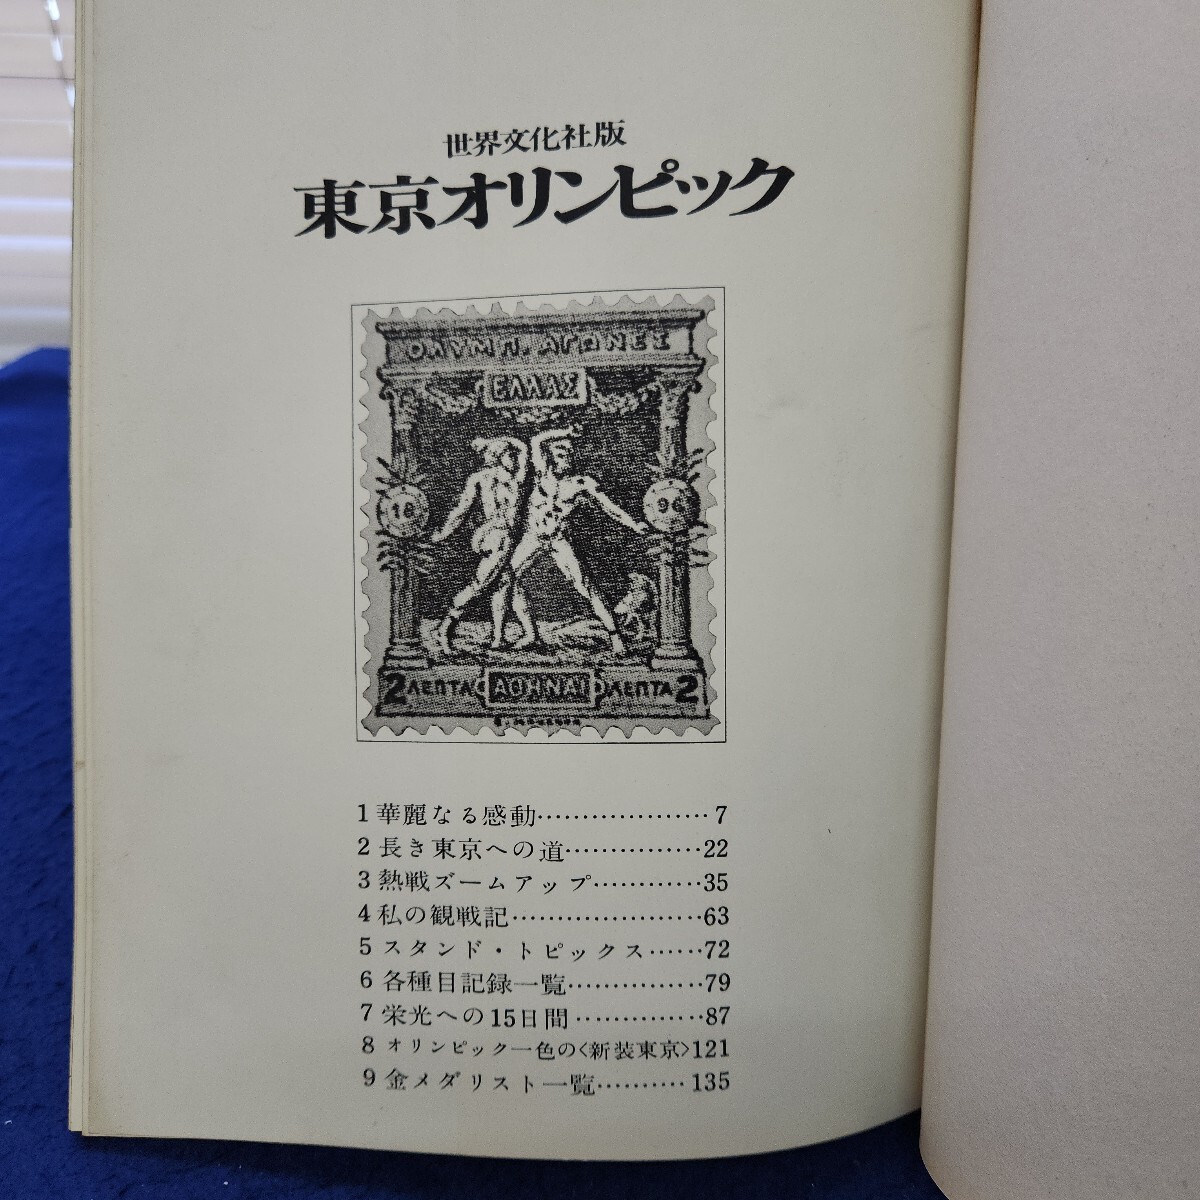 世界文化社版
東京オリンピック
ΟΛΥΜΠ. ΑΓΩΝΕΣ
ΕΛΛΑΣ
18 96
2 ΛΕΠΤΑ ΑΘΗΝΑΙ ΛΕΠΤΑ 2
1 華麗なる感動………………… 7
2 長き東京への道……………22
3 熱戦ズームアップ…………35
4 私の観戦記…………………63
5 スタンド・トピックス……72
6 各種目記録一覧……………79
7 栄光への15日間……………87
8 オリンピック一色の〈新装東京〉121
9 金メダリスト一覧………135